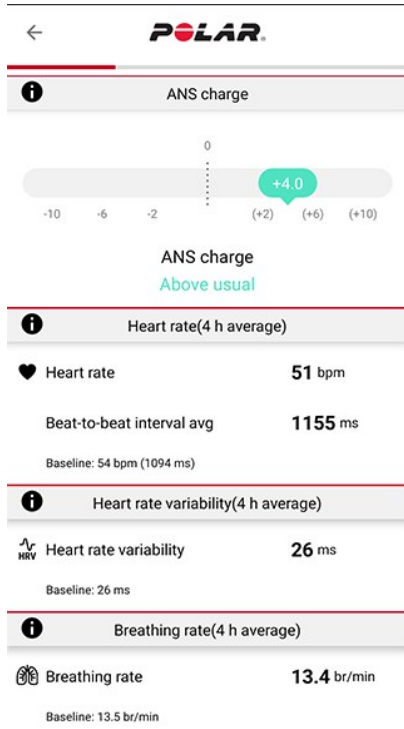 POLAR.
ANS charge
0
+4.0
-10 -6 -2 (+2) (+6) (+10)
ANS charge
Above usual
Heart rate(4 h average)
Heart rate 51 bpm
Beat-to-beat interval avg 1155 ms
Baseline: 54 bpm (1094 ms)
Heart rate variability(4 h average)
HRV Heart rate variability 26 ms
Baseline: 26 ms
Breathing rate(4 h average)
Breathing rate 13.4 br/min
Baseline: 13.5 br/min